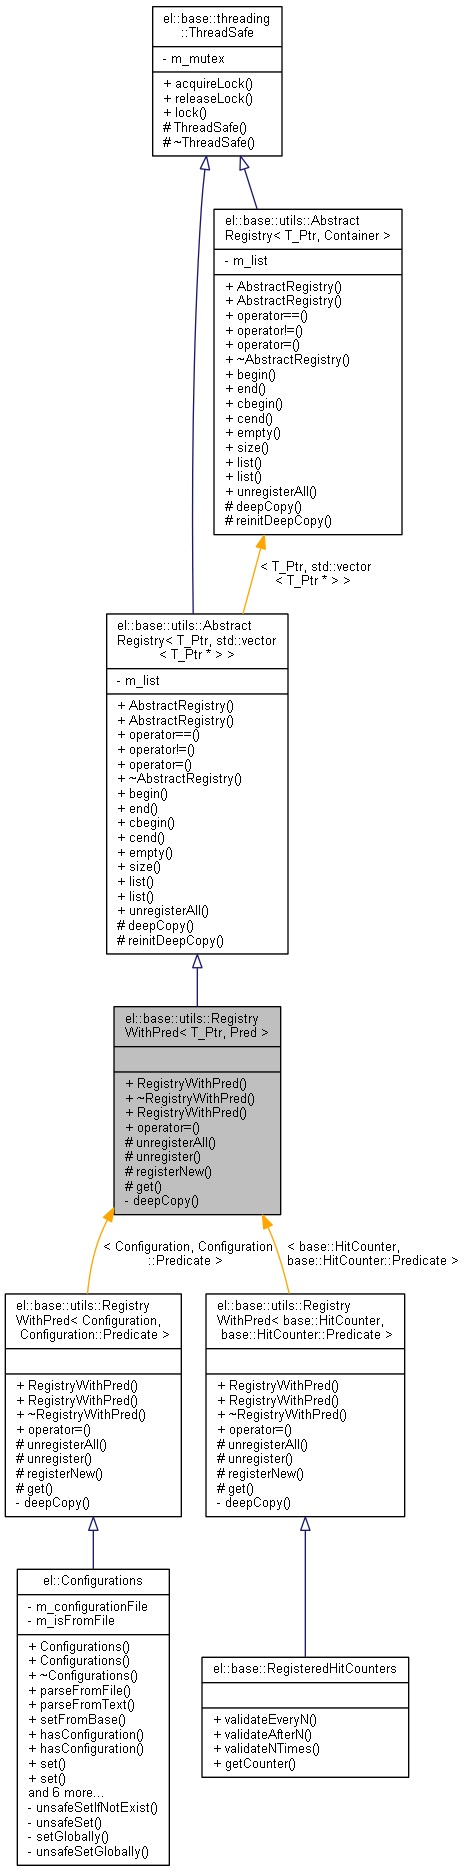 el::base::threading
::ThreadSafe
- m_mutex
+ acquireLock()
+ releaseLock()
+ lock()
# ThreadSafe()
# ~ThreadSafe()
el::base::utils::Abstract
Registry< T_Ptr, Container >
- m_list
+ AbstractRegistry()
+ AbstractRegistry()
+ operator==()
+ operator!=()
+ operator=()
+ ~AbstractRegistry()
+ begin()
+ end()
+ cbegin()
+ cend()
+ empty()
+ size()
+ list()
+ list()
+ unregisterAll()
# deepCopy()
# reinitDeepCopy()
< T_Ptr, std::vector
< T_Ptr * > >
el::base::utils::Abstract
Registry< T_Ptr, std::vector
< T_Ptr * > >
- m_list
+ AbstractRegistry()
+ AbstractRegistry()
+ operator==()
+ operator!=()
+ operator=()
+ ~AbstractRegistry()
+ begin()
+ end()
+ cbegin()
+ cend()
+ empty()
+ size()
+ list()
+ list()
+ unregisterAll()
# deepCopy()
# reinitDeepCopy()
el::base::utils::Registry
WithPred< T_Ptr, Pred >
+ RegistryWithPred()
+ ~RegistryWithPred()
+ RegistryWithPred()
+ operator=()
# unregisterAll()
# unregister()
# registerNew()
# get()
- deepCopy()
< Configuration, Configuration
::Predicate >
< base::HitCounter,
base::HitCounter::Predicate >
el::base::utils::Registry
WithPred< Configuration,
Configuration::Predicate >
+ RegistryWithPred()
+ RegistryWithPred()
+ ~RegistryWithPred()
+ operator=()
# unregisterAll()
# unregister()
# registerNew()
# get()
- deepCopy()
el::base::utils::Registry
WithPred< base::HitCounter,
base::HitCounter::Predicate >
+ RegistryWithPred()
+ RegistryWithPred()
+ ~RegistryWithPred()
+ operator=()
# unregisterAll()
# unregister()
# registerNew()
# get()
- deepCopy()
el::Configurations
- m_configurationFile
- m_isFromFile
+ Configurations()
+ Configurations()
+ ~Configurations()
+ parseFromFile()
+ parseFromText()
+ setFromBase()
+ hasConfiguration()
+ hasConfiguration()
+ set()
+ set()
and 6 more...
- unsafeSetIfNotExist()
- unsafeSet()
- setGlobally()
- unsafeSetGlobally()
el::base::RegisteredHitCounters
+ validateEveryN()
+ validateAfterN()
+ validateNTimes()
+ getCounter()